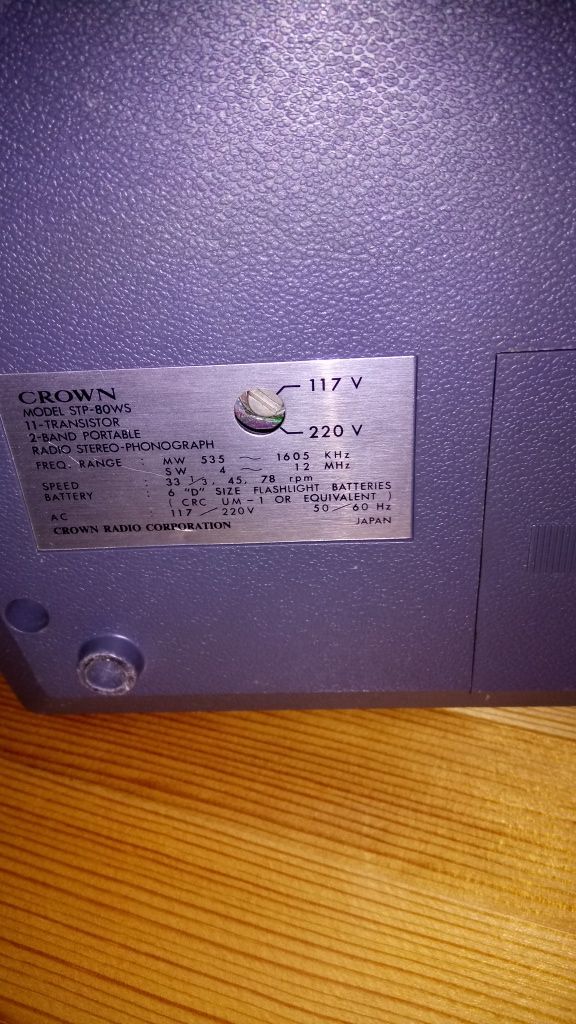 CROWN
MODEL STP-80WS
11-TRANSISTOR
2-BAND PORTABLE
RADIO STEREO-PHONOGRAPH
117 V
220 V
FREQ. RANGE : MW 535 ~ 1605 KHz
SW 4 ~ 12 MHz
SPEED : 33 1/3, 45, 78 rpm
BATTERY : 6 "D" SIZE FLASHLIGHT BATTERIES
( CRC UM-1 OR EQUIVALENT )
AC : 117 / 220V 50 / 60 Hz
CROWN RADIO CORPORATION JAPAN